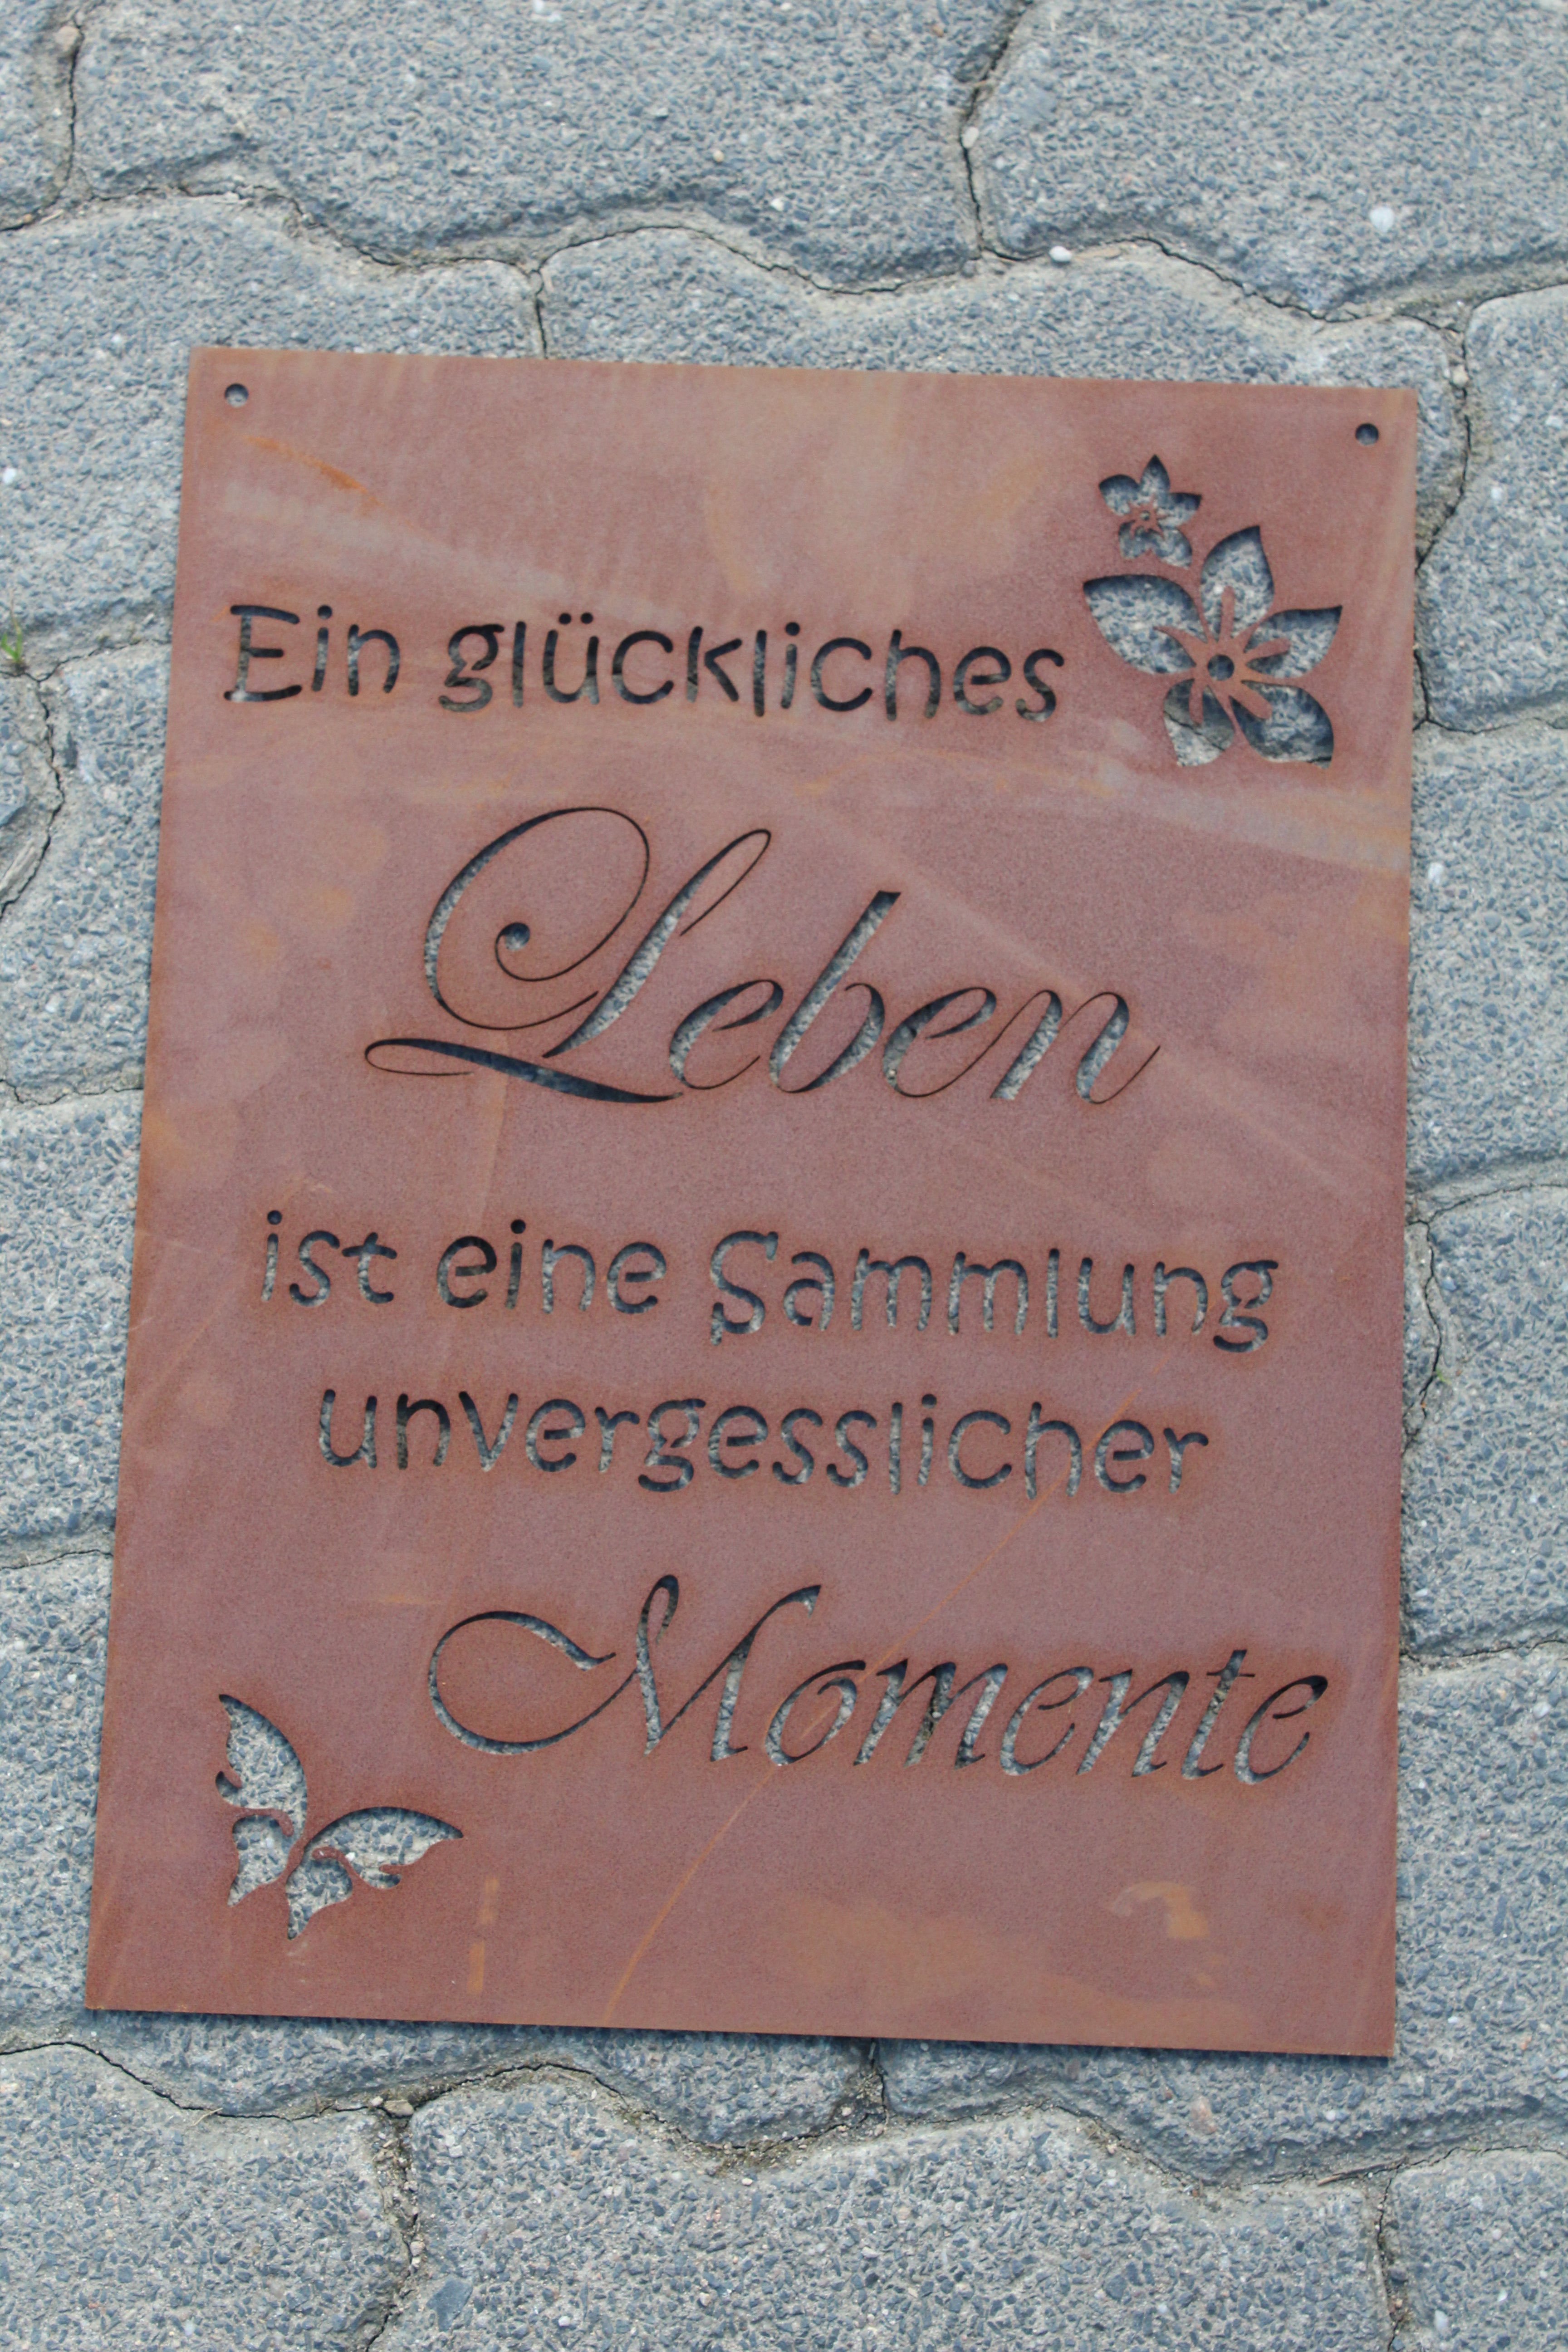 Ein glückliches
Leben
ist eine Sammlung
unvergesslicher
Momente